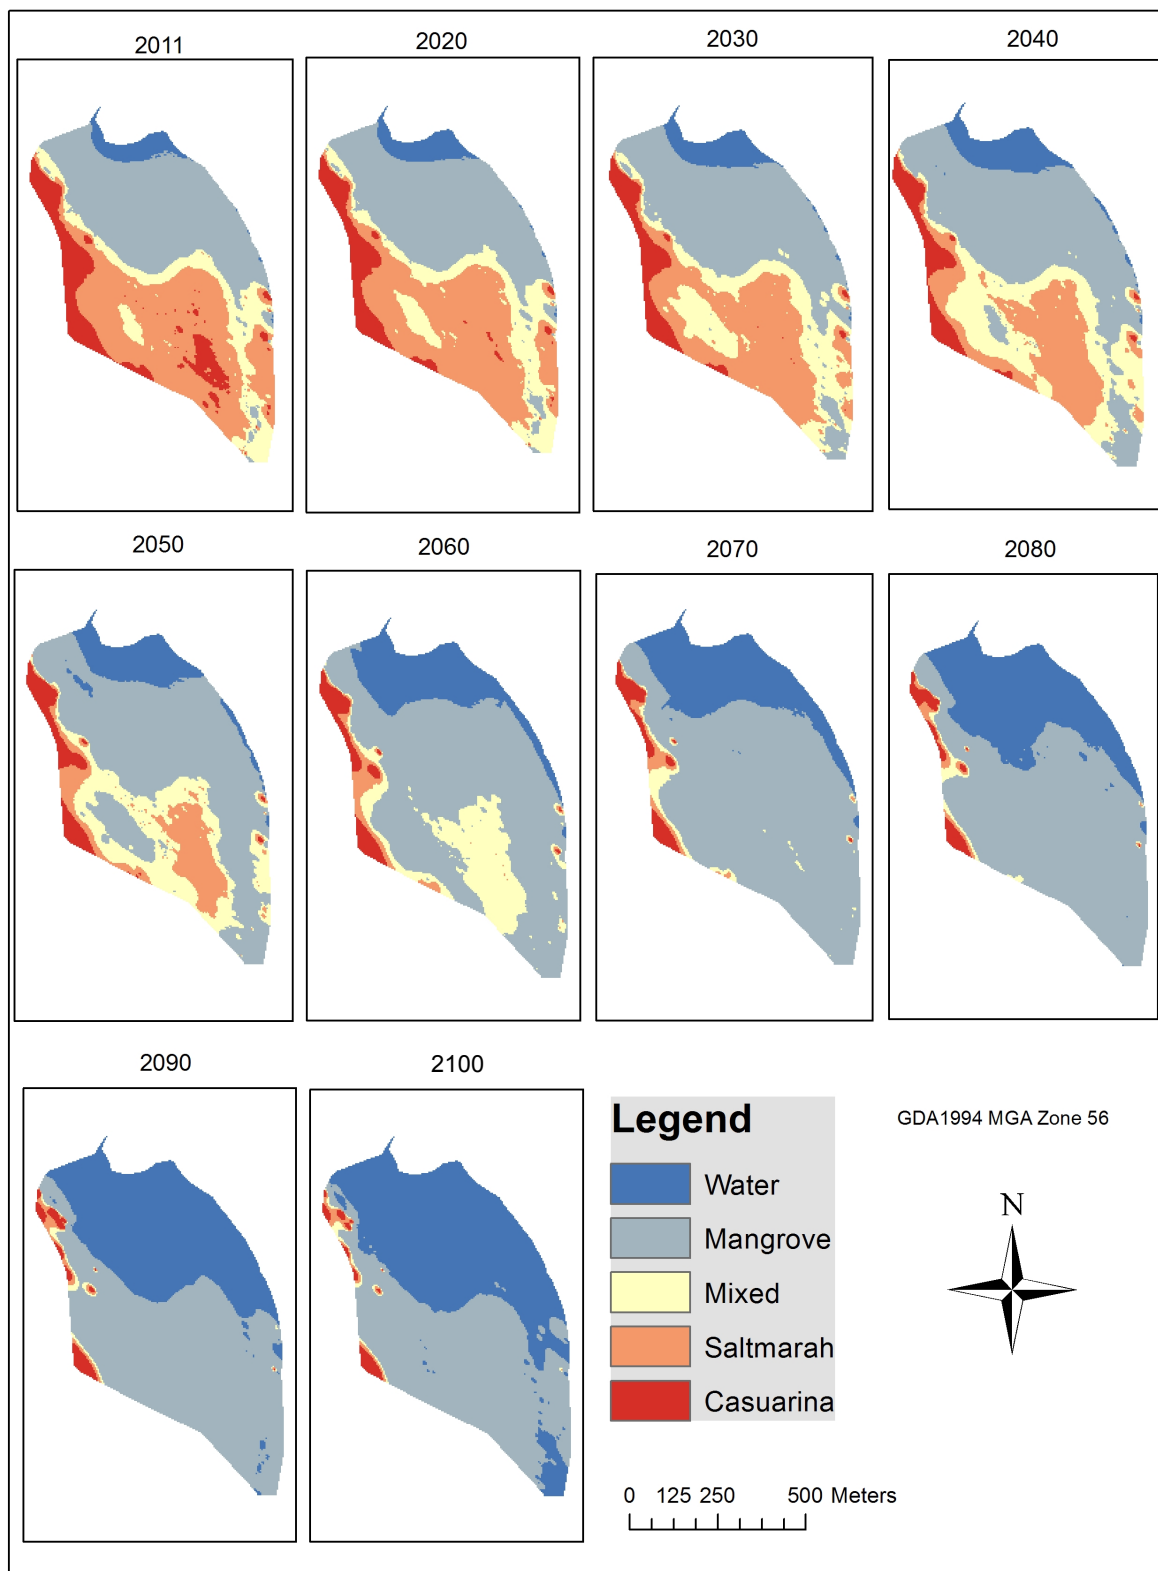 2011
2020
2030
2040
2050
2060
2070
2080
2090
2100
Legend
Water
Mangrove
Mixed
Saltmarah
Casuarina
GDA1994 MGA Zone 56
N
0 125 250 500 Meters